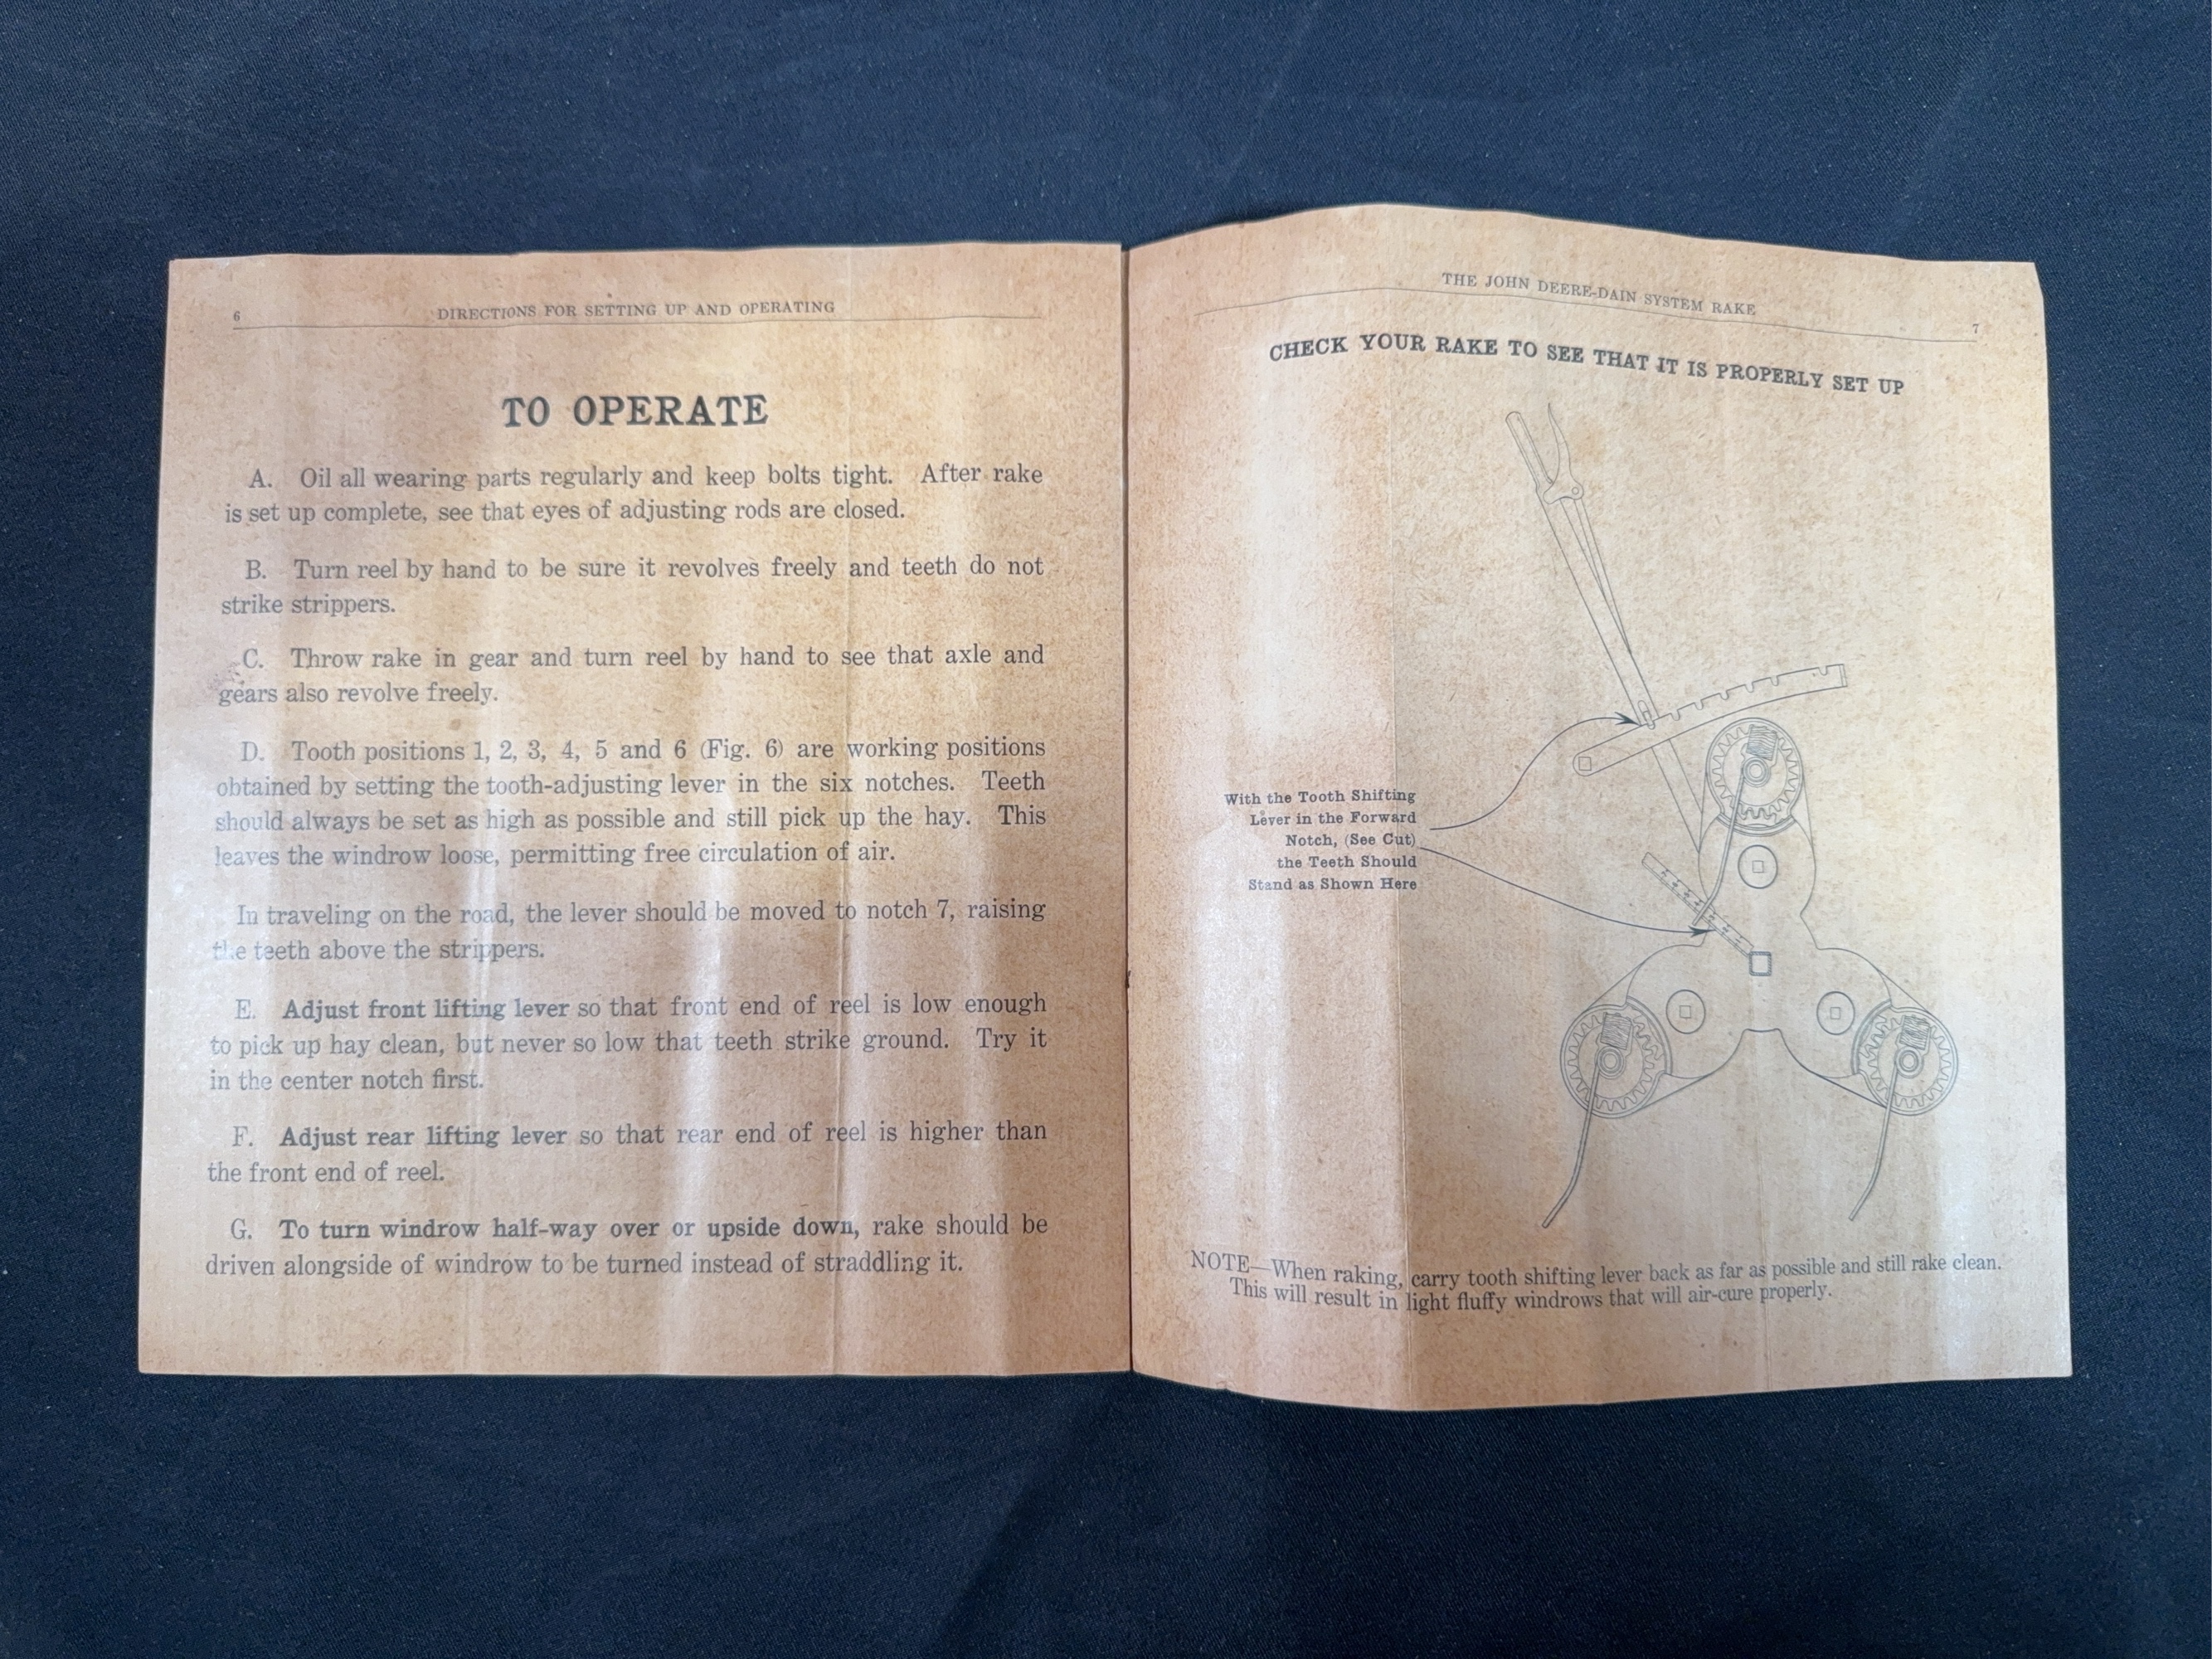 6
DIRECTIONS FOR SETTING UP AND OPERATING
TO OPERATE
A. Oil all wearing parts regularly and keep bolts tight. After rake
is set up complete, see that eyes of adjusting rods are closed.
B. Turn reel by hand to be sure it revolves freely and teeth do not
strike strippers.
C. Throw rake in gear and turn reel by hand to see that axle and
gears also revolve freely.
D. Tooth positions 1, 2, 3, 4, 5 and 6 (Fig. 6) are working positions
obtained by setting the tooth-adjusting lever in the six notches. Teeth
should always be set as high as possible and still pick up the hay. This
leaves the windrow loose, permitting free circulation of air.
In traveling on the road, the lever should be moved to notch 7, raising
the teeth above the strippers.
E. Adjust front lifting lever so that front end of reel is low enough
to pick up hay clean, but never so low that teeth strike ground. Try it
in the center notch first.
F. Adjust rear lifting lever so that rear end of reel is higher than
the front end of reel.
G. To turn windrow half-way over or upside down, rake should be
driven alongside of windrow to be turned instead of straddling it.
THE JOHN DEERE-DAIN SYSTEM RAKE
7
CHECK YOUR RAKE TO SEE THAT IT IS PROPERLY SET UP
With the Tooth Shifting
Lever in the Forward
Notch, (See Cut)
the Teeth Should
Stand as Shown Here
NOTE—When raking, carry tooth shifting lever back as far as possible and still rake clean.
This will result in light fluffy windrows that will air-cure properly.